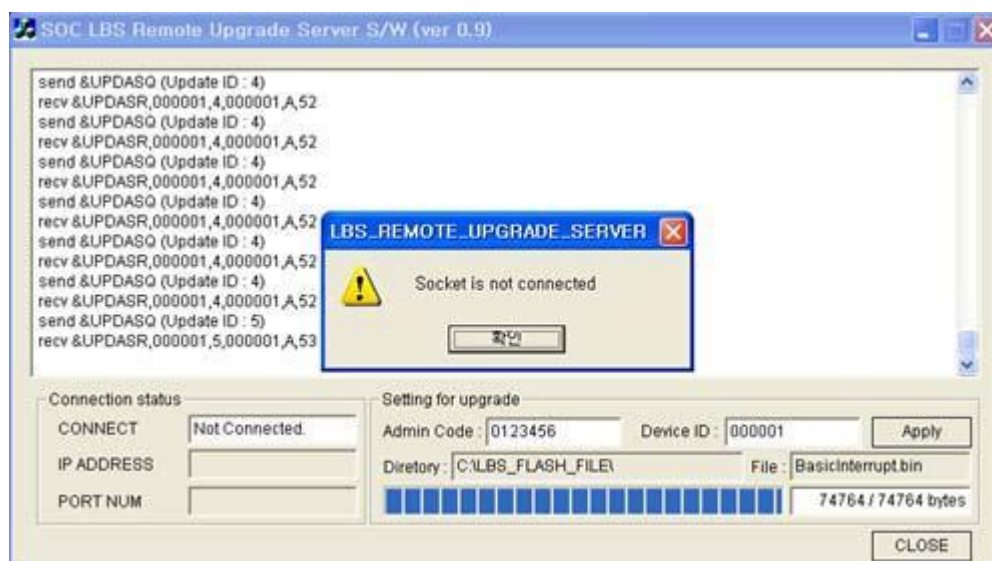 SOC LBS Remote Upgrade Server S/W (ver 0.9)
send &UPDASQ (Update ID : 4)
recv &UPDASR,000001,4,000001,A,52
send &UPDASQ (Update ID : 4)
recv &UPDASR,000001,4,000001,A,52
send &UPDASQ (Update ID : 4)
recv &UPDASR,000001,4,000001,A,52
send &UPDASQ (Update ID : 4)
recv &UPDASR,000001,4,000001,A,52
send &UPDASQ (Update ID : 4)
recv &UPDASR,000001,4,000001,A,52
send &UPDASQ (Update ID : 4)
recv &UPDASR,000001,4,000001,A,52
send &UPDASQ (Update ID : 5)
recv &UPDASR,000001,5,000001,A,53
LBS_REMOTE_UPGRADE_SERVER
Socket is not connected
확인
Connection status
CONNECT Not Connected.
IP ADDRESS
PORT NUM
Setting for upgrade
Admin Code : 0123456 Device ID : 000001 Apply
Diretory : C:\LBS_FLASH_FILE\ File : BasicInterrupt.bin
74764 / 74764 bytes
CLOSE